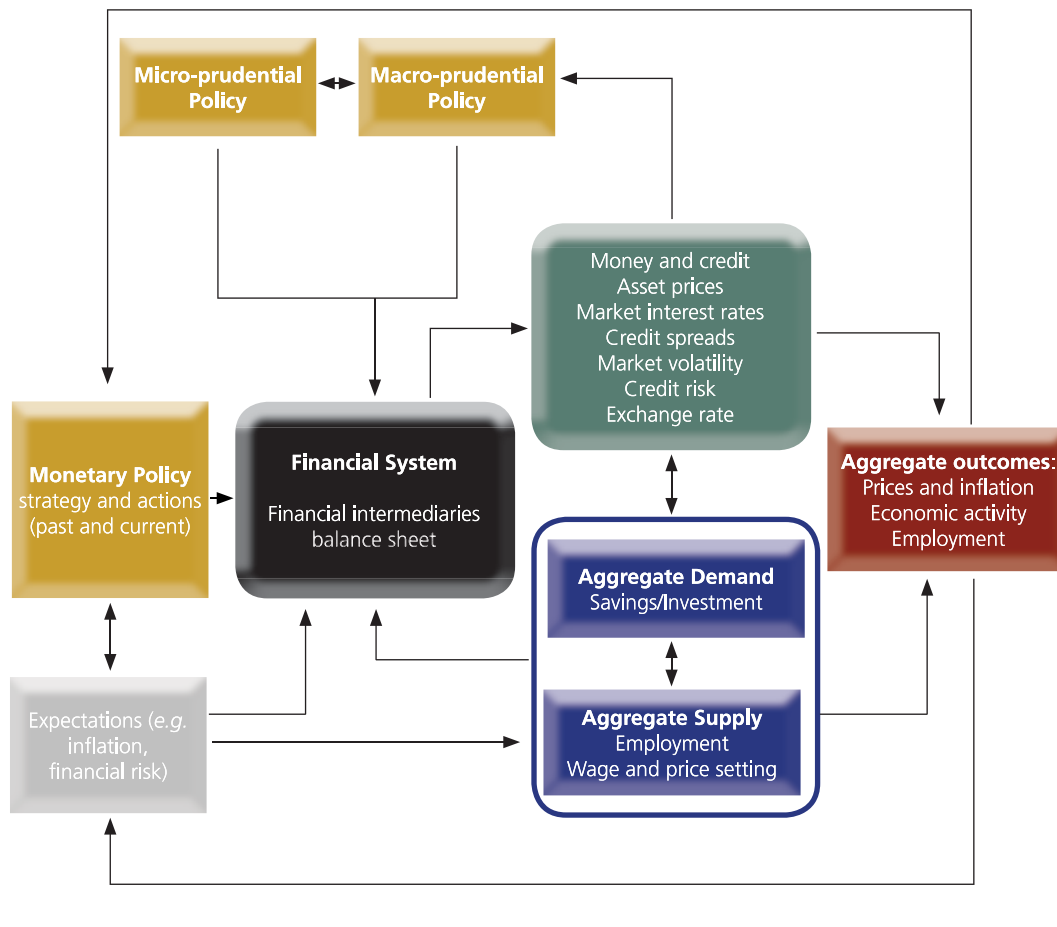 Micro-prudential
Policy
Macro-prudential
Policy
Money and credit
Asset prices
Market interest rates
Credit spreads
Market volatility
Credit risk
Exchange rate
Monetary Policy
strategy and actions
(past and current)
Financial System
Financial intermediaries
balance sheet
Aggregate outcomes:
Prices and inflation
Economic activity
Employment
Aggregate Demand
Savings/Investment
Aggregate Supply
Employment
Wage and price setting
Expectations (e.g.
inflation,
financial risk)